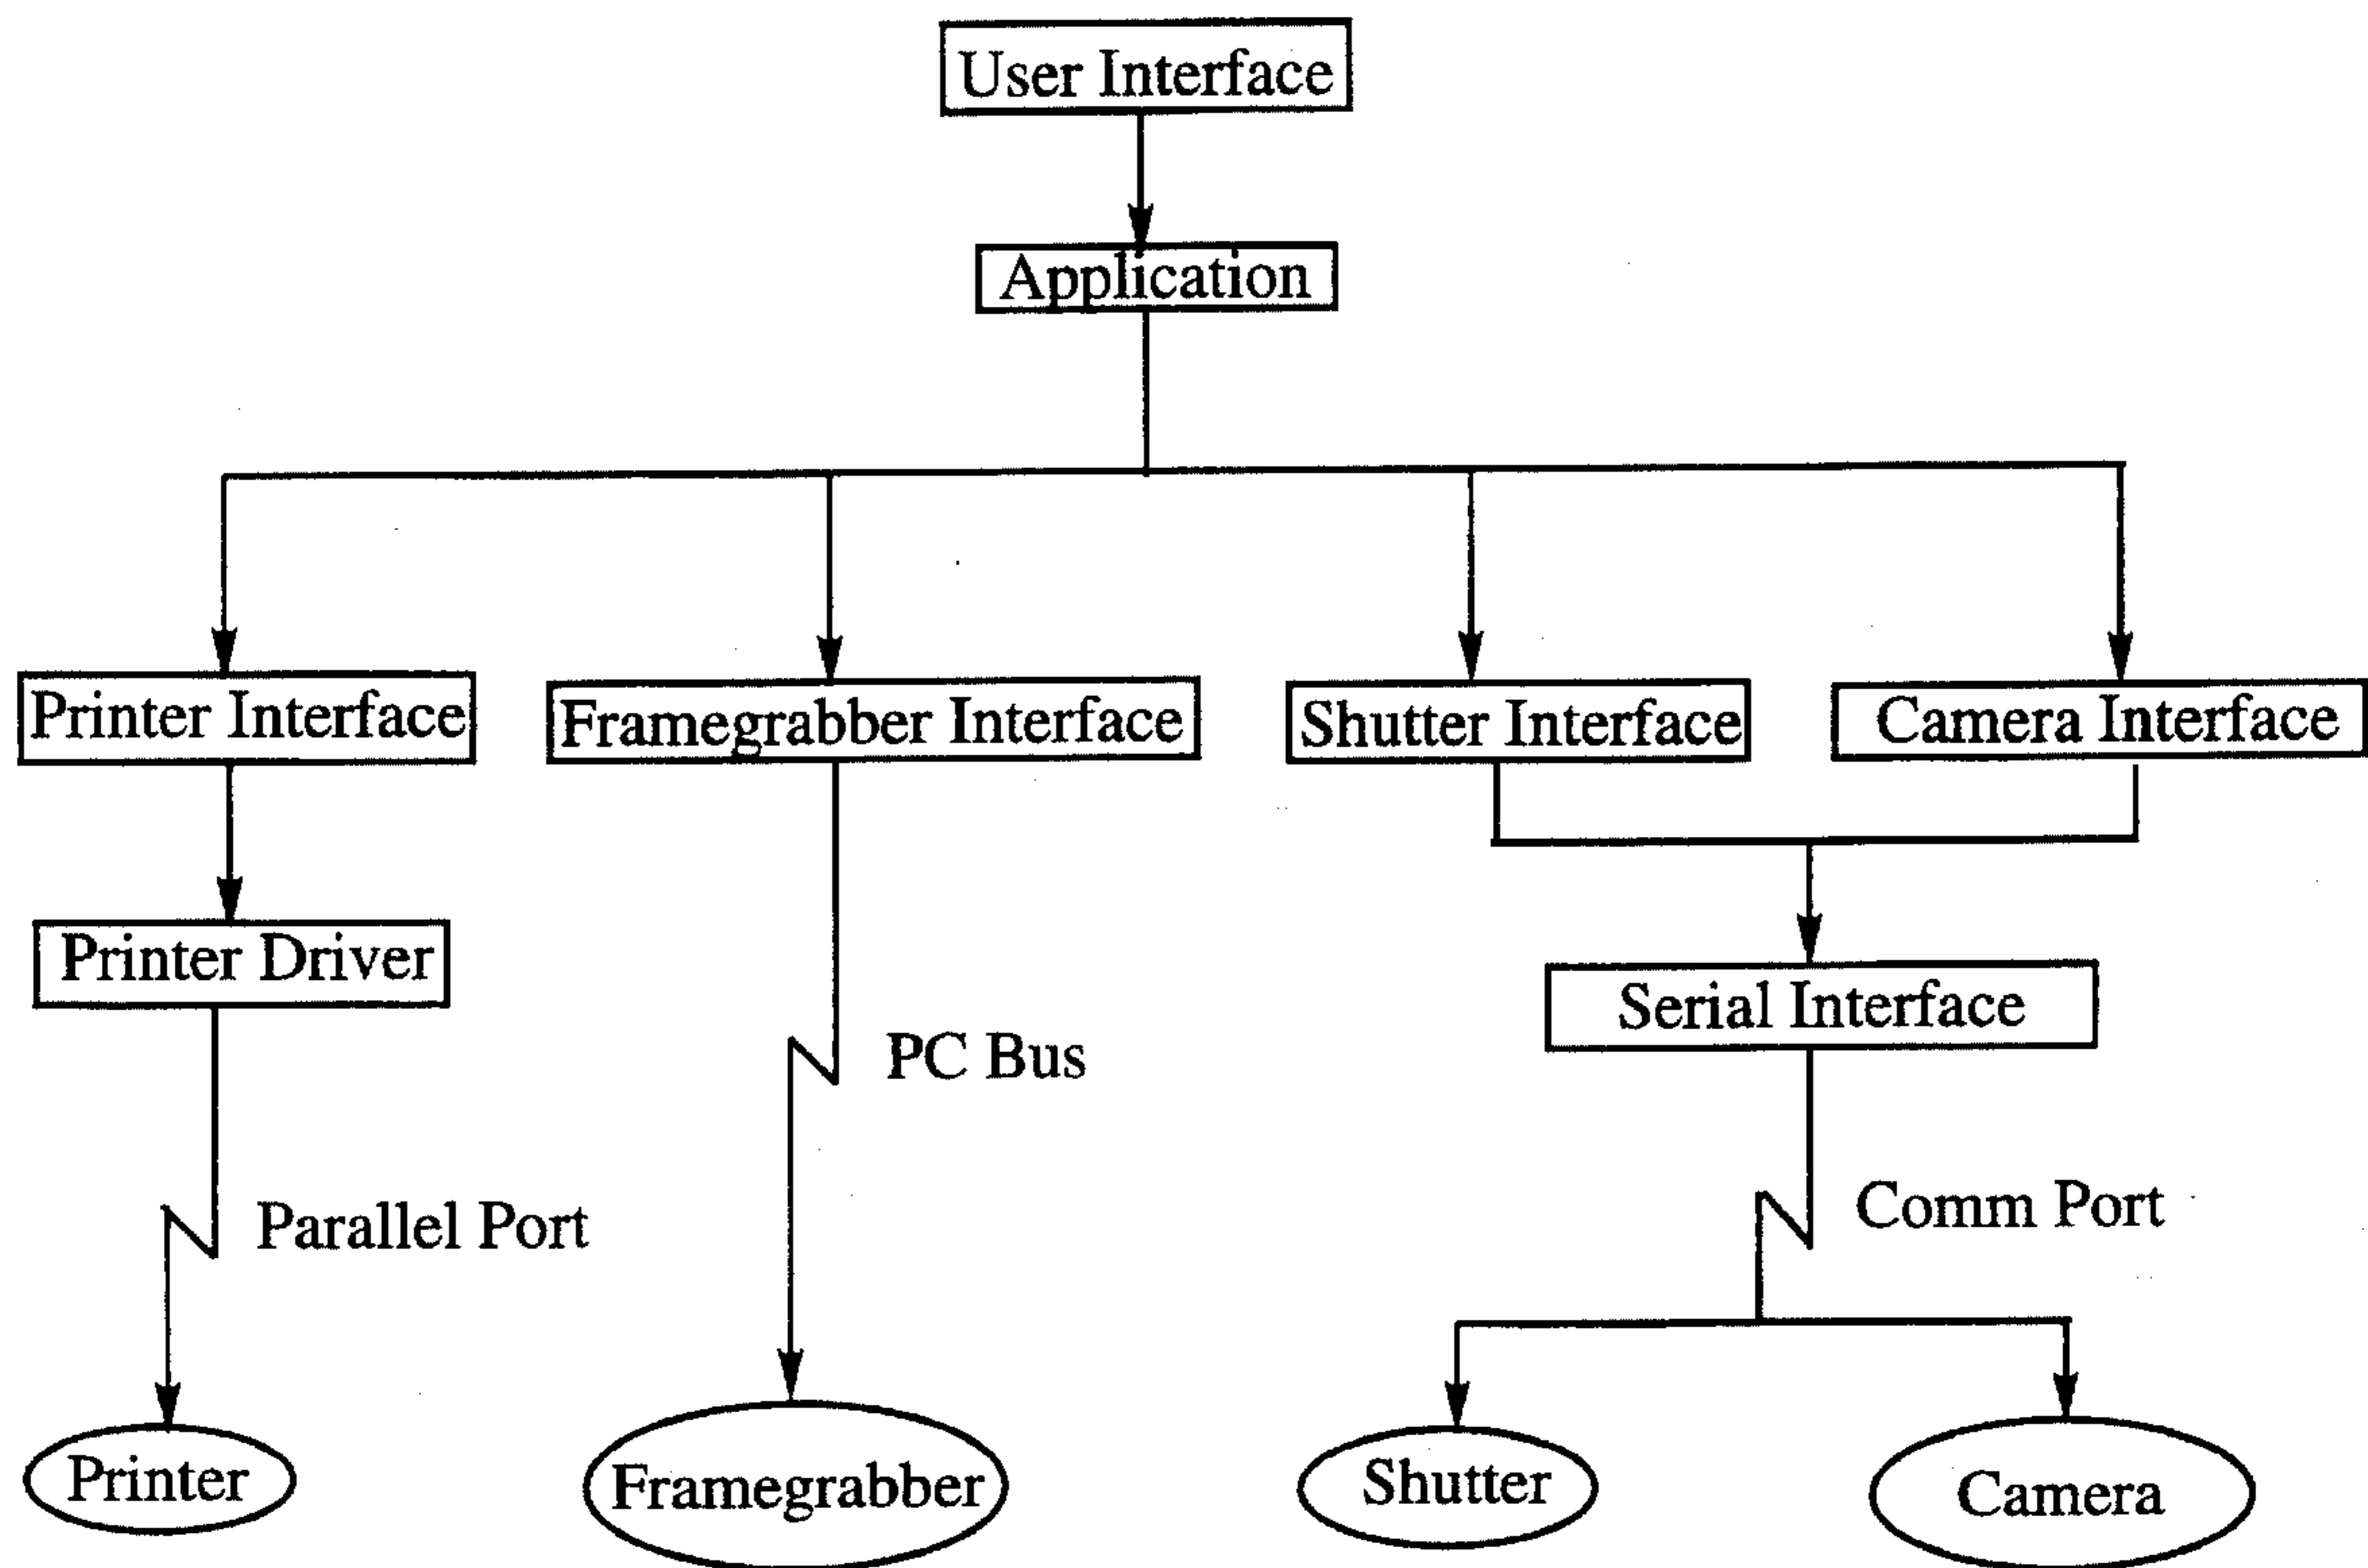 User Interface
Application
Printer Interface
Framegrabber Interface
Shutter Interface
Camera Interface
Printer Driver
Serial Interface
PC Bus
Parallel Port
Comm Port
Printer
Framegrabber
Shutter
Camera